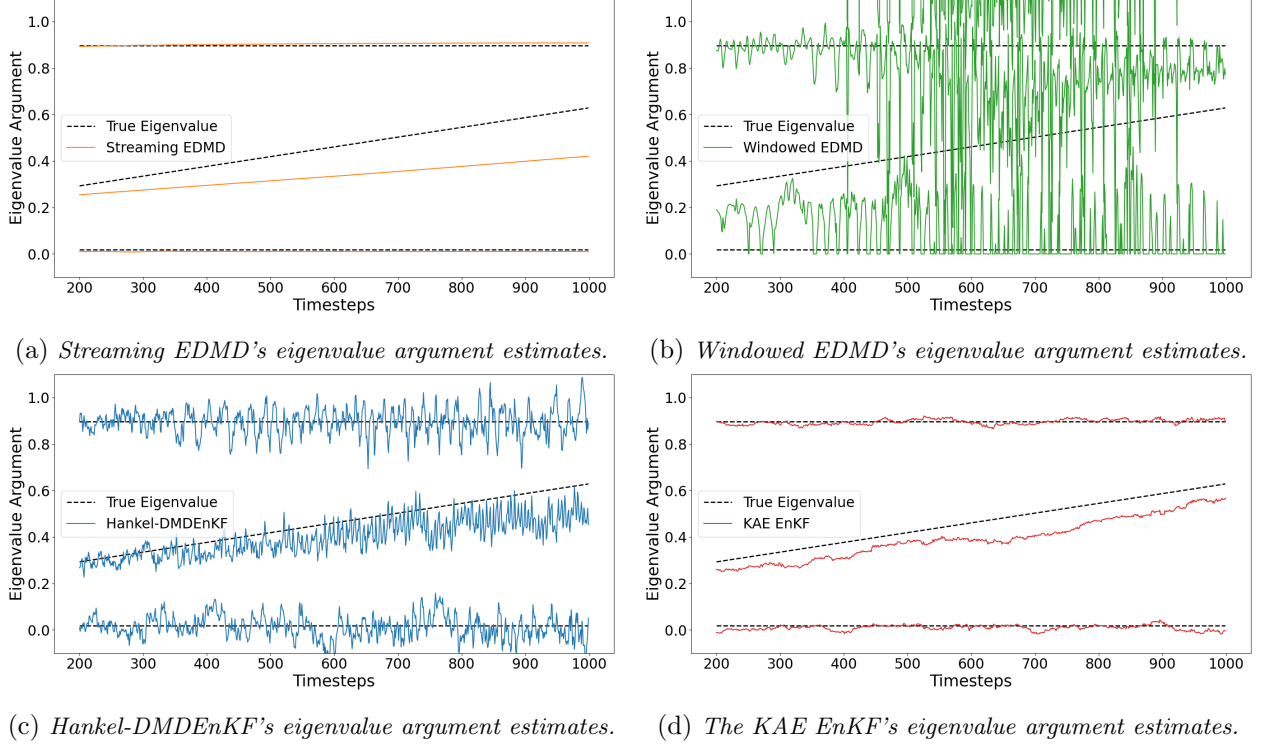 1.0
0.8
0.6
0.4
0.2
0.0
Eigenvalue Argument
True Eigenvalue
Streaming EDMD
200 300 400 500 600 700 800 900 1000
Timesteps
(a) Streaming EDMD's eigenvalue argument estimates.
1.0
0.8
0.6
0.4
0.2
0.0
Eigenvalue Argument
True Eigenvalue
Windowed EDMD
200 300 400 500 600 700 800 900 1000
Timesteps
(b) Windowed EDMD's eigenvalue argument estimates.
1.0
0.8
0.6
0.4
0.2
0.0
Eigenvalue Argument
True Eigenvalue
Hankel-DMDEnKF
200 300 400 500 600 700 800 900 1000
Timesteps
(c) Hankel-DMDEnKF's eigenvalue argument estimates.
1.0
0.8
0.6
0.4
0.2
0.0
Eigenvalue Argument
True Eigenvalue
KAE EnKF
200 300 400 500 600 700 800 900 1000
Timesteps
(d) The KAE EnKF's eigenvalue argument estimates.